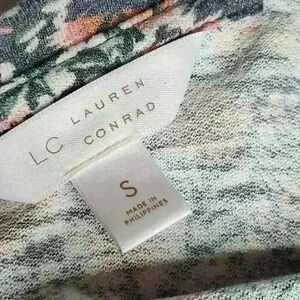 LC LAUREN
CONRAD
S
MADE IN
PHILIPPINES